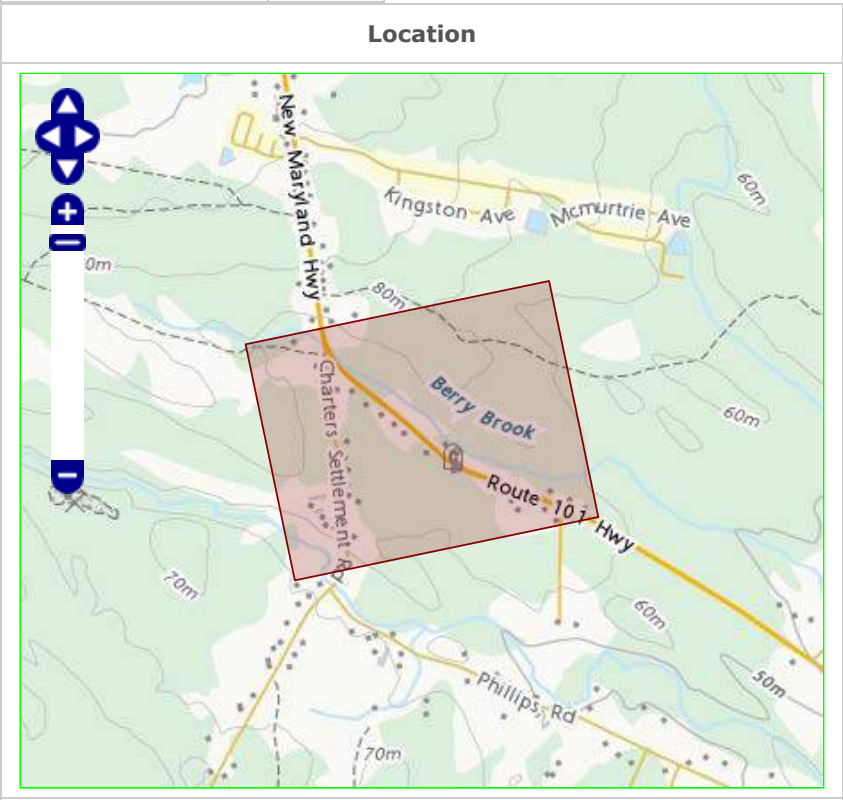 Location
New Maryland Hwy
Kingston Ave
Mcmurtrie Ave
60m
0m
80m
Charters Settlement Rd
Berry Brook
60m
Route 101 Hwy
70m
60m
50m
Phillips Rd
70m